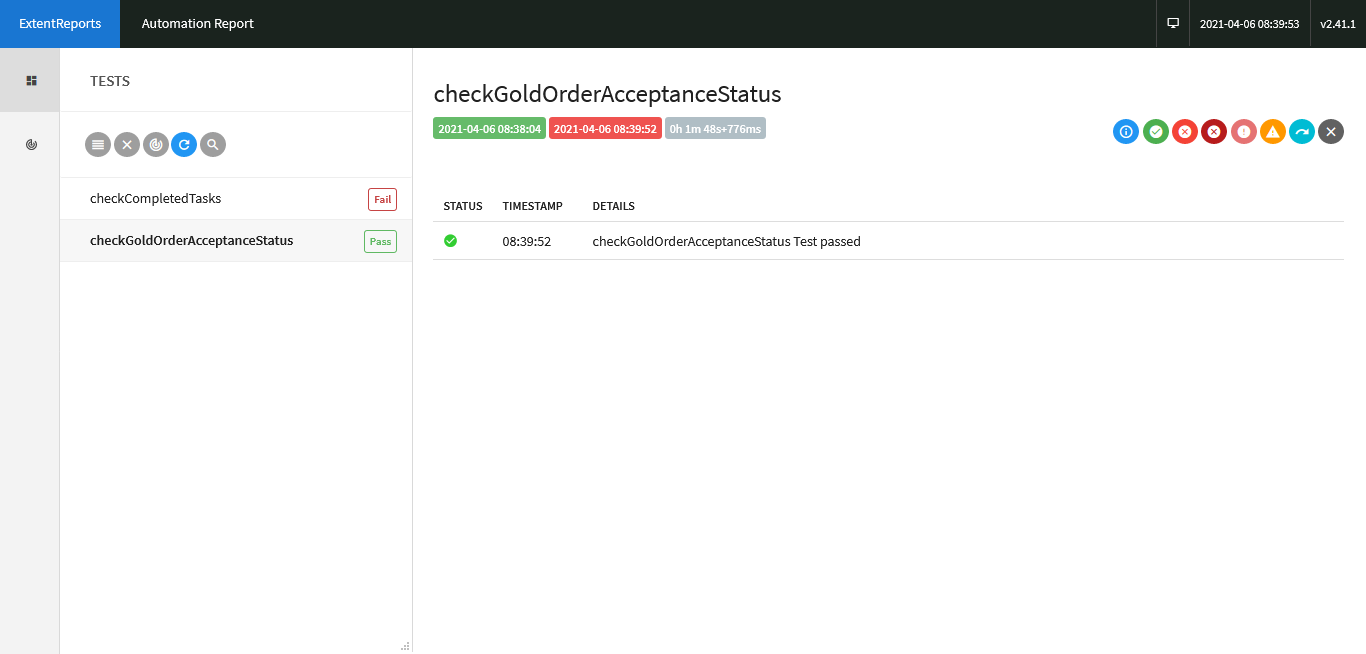 ExtentReports
Automation Report
2021-04-06 08:39:53
v2.41.1
TESTS
checkCompletedTasks
Fail
checkGoldOrderAcceptanceStatus
Pass
checkGoldOrderAcceptanceStatus
2021-04-06 08:38:04 2021-04-06 08:39:52 0h 1m 48s+776ms
STATUS TIMESTAMP DETAILS
08:39:52 checkGoldOrderAcceptanceStatus Test passed